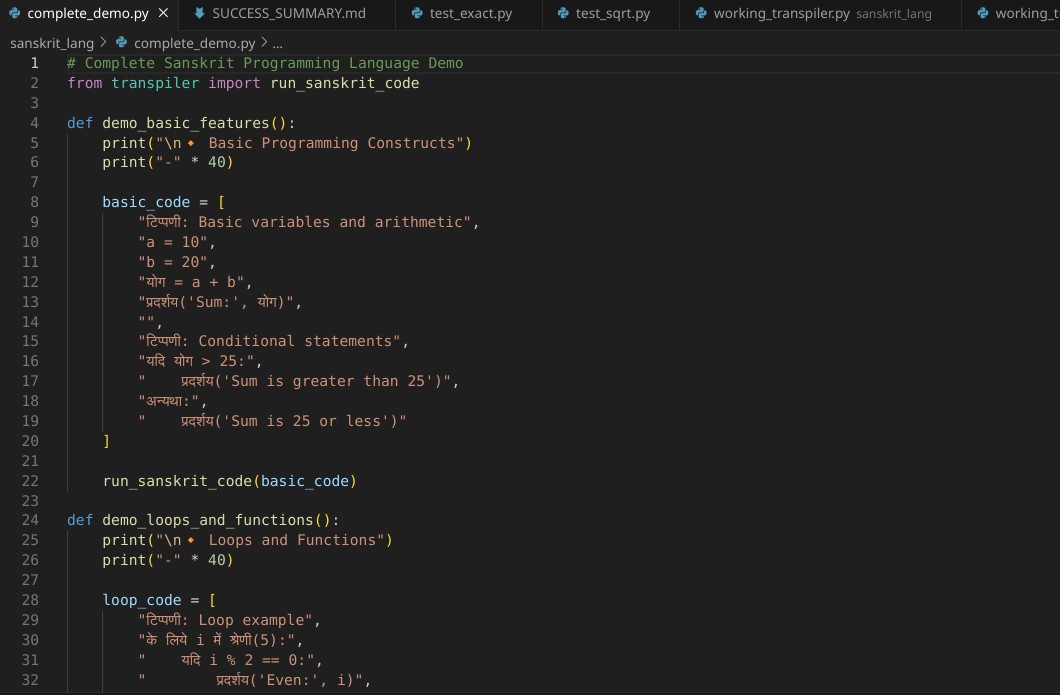 complete_demo.py SUCCESS_SUMMARY.md test_exact.py test_sqrt.py working_transpiler.py sanskrit_lang working_t
sanskrit_lang > complete_demo.py > ...
1 # Complete Sanskrit Programming Language Demo
2 from transpiler import run_sanskrit_code
3
4 def demo_basic_features():
5     print("\n🔸 Basic Programming Constructs")
6     print("-" * 40)
7
8     basic_code = [
9         "टिप्पणी: Basic variables and arithmetic",
10         "a = 10",
11         "b = 20",
12         "योग = a + b",
13         "प्रदर्शय('Sum:', योग)",
14         "",
15         "टिप्पणी: Conditional statements",
16         "यदि योग > 25:",
17         "    प्रदर्शय('Sum is greater than 25')",
18         "अन्यथा:",
19         "    प्रदर्शय('Sum is 25 or less')"
20     ]
21
22     run_sanskrit_code(basic_code)
23
24 def demo_loops_and_functions():
25     print("\n🔸 Loops and Functions")
26     print("-" * 40)
27
28     loop_code = [
29         "टिप्पणी: Loop example",
30         "के लिये i में श्रेणी(5):",
31         "    यदि i % 2 == 0:",
32         "        प्रदर्शय('Even:', i)",